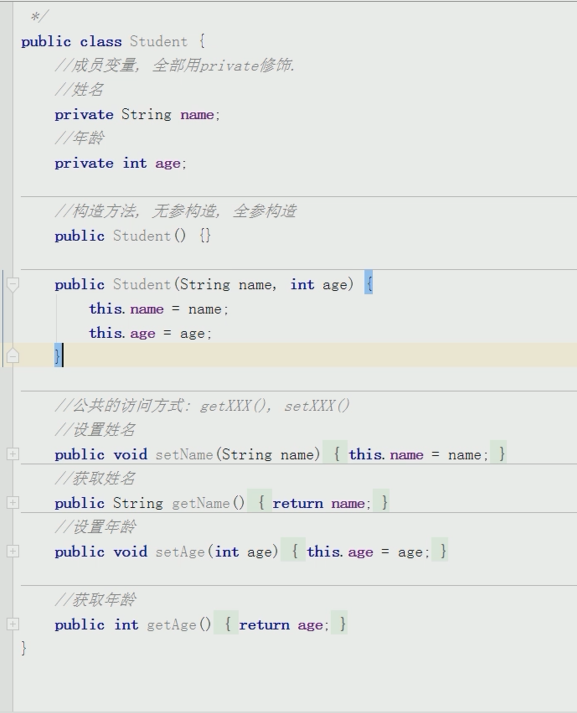 */
public class Student {
//成员变量, 全部用private修饰.
//姓名
private String name;
//年龄
private int age;
//构造方法, 无参构造, 全参构造
public Student() {}
public Student(String name, int age) {
this.name = name;
this.age = age;
}
//公共的访问方式: getXXX(), setXXX()
//设置姓名
public void setName(String name) { this.name = name; }
//获取姓名
public String getName() { return name; }
//设置年龄
public void setAge(int age) { this.age = age; }
//获取年龄
public int getAge() { return age; }
}